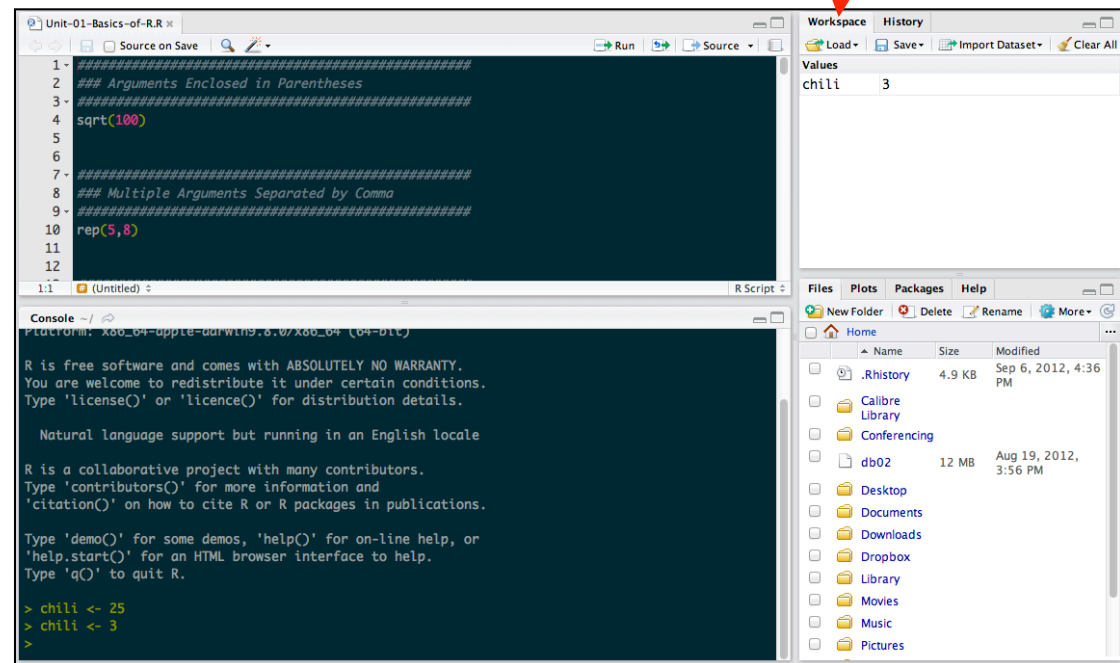 Unit-01-Basics-of-R.R
Source on Save
Run
Source
1 ##################################################
2 ### Arguments Enclosed in Parentheses
3 ##################################################
4 sqrt(100)
5
6
7 ##################################################
8 ### Multiple Arguments Separated by Comma
9 ##################################################
10 rep(5,8)
11
12
1:1 (Untitled) R Script
Console ~/
Platform: x86_64-apple-darwin9.8.0/x86_64 (64-bit)
R is free software and comes with ABSOLUTELY NO WARRANTY.
You are welcome to redistribute it under certain conditions.
Type 'license()' or 'licence()' for distribution details.
Natural language support but running in an English locale
R is a collaborative project with many contributors.
Type 'contributors()' for more information and
'citation()' on how to cite R or R packages in publications.
Type 'demo()' for some demos, 'help()' for on-line help, or
'help.start()' for an HTML browser interface to help.
Type 'q()' to quit R.
> chili <- 25
> chili <- 3
>
Workspace History
Load Save Import Dataset Clear All
Values
chili 3
Files Plots Packages Help
New Folder Delete Rename More
Home ...
Name Size Modified
.Rhistory 4.9 KB Sep 6, 2012, 4:36
PM
Calibre
Library
Conferencing
db02 12 MB Aug 19, 2012,
3:56 PM
Desktop
Documents
Downloads
Dropbox
Library
Movies
Music
Pictures